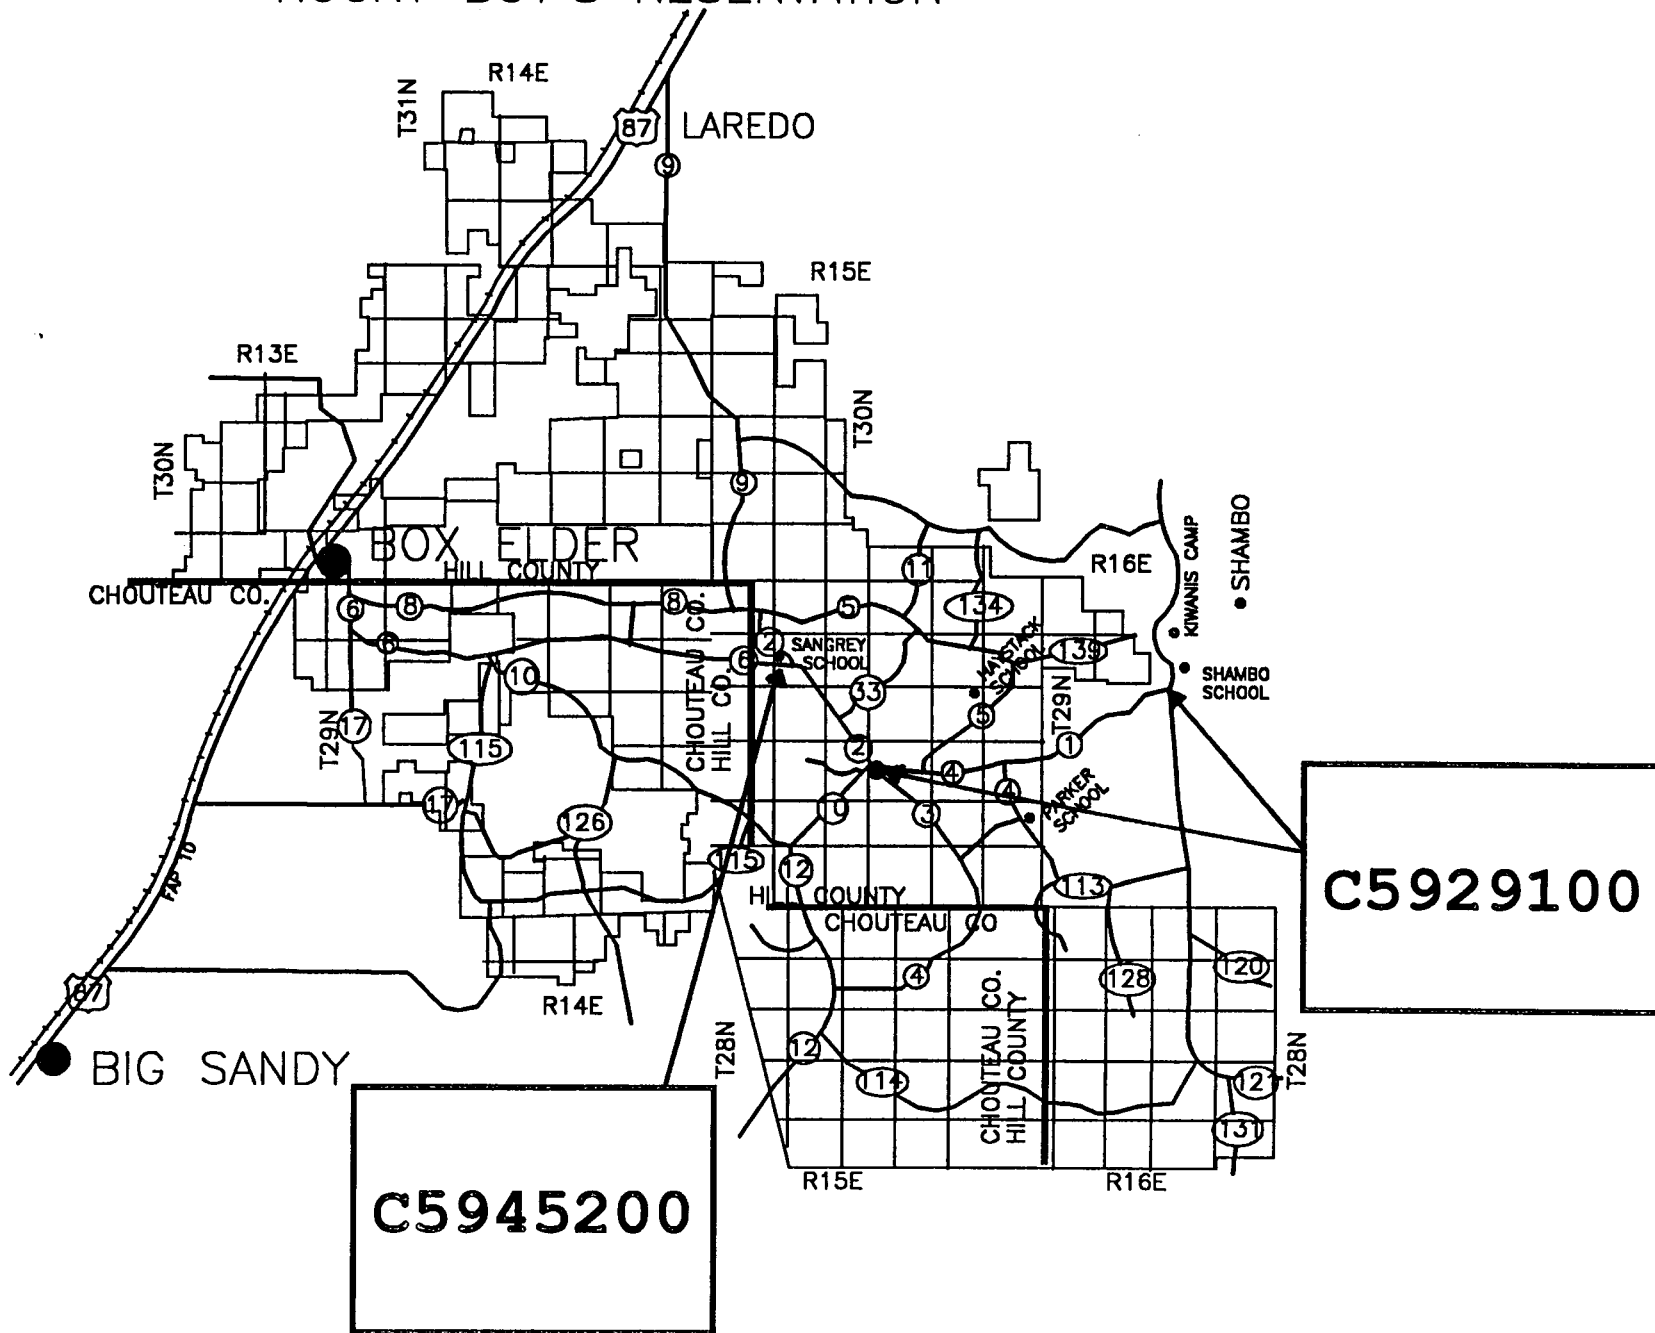 R14E
T31N
87
LAREDO
9
R15E
R13E
T30N
T30N
9
BOX ELDER
HILL COUNTY
CHOUTEAU CO.
R16E
KIWANIS CAMP
SHAMBO
11
134
6
8
8
5
6
2
SANGREY
SCHOOL
HAYSTACK
SCHOOL
139
SHAMBO
SCHOOL
10
6
33
CHOUTEAU CO.
HILL CO.
T29N
17
115
5
T29N
1
2
4
4
PARKER
SCHOOL
17
126
10
3
FAP 10
115
12
113
HILL COUNTY
CHOUTEAU CO
C5929100
87
R14E
4
128
120
CHOUTEAU CO.
HILL COUNTY
T28N
12
114
121
T28N
BIG SANDY
131
R15E
R16E
C5945200